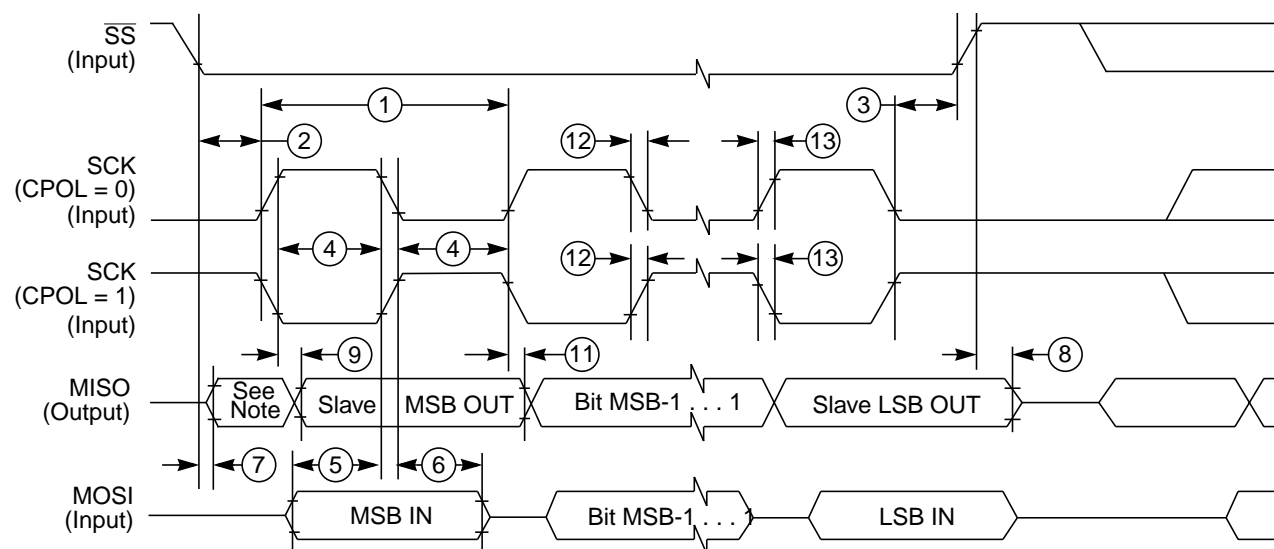 SS
(Input)
1
3
2
12
13
SCK
(CPOL = 0)
(Input)
4
4
SCK
(CPOL = 1)
(Input)
12
13
9
11
8
MISO
(Output)
See
Note
Slave
MSB OUT
Bit MSB-1 . . . 1
Slave LSB OUT
7
5
6
MOSI
(Input)
MSB IN
Bit MSB-1 . . . 1
LSB IN